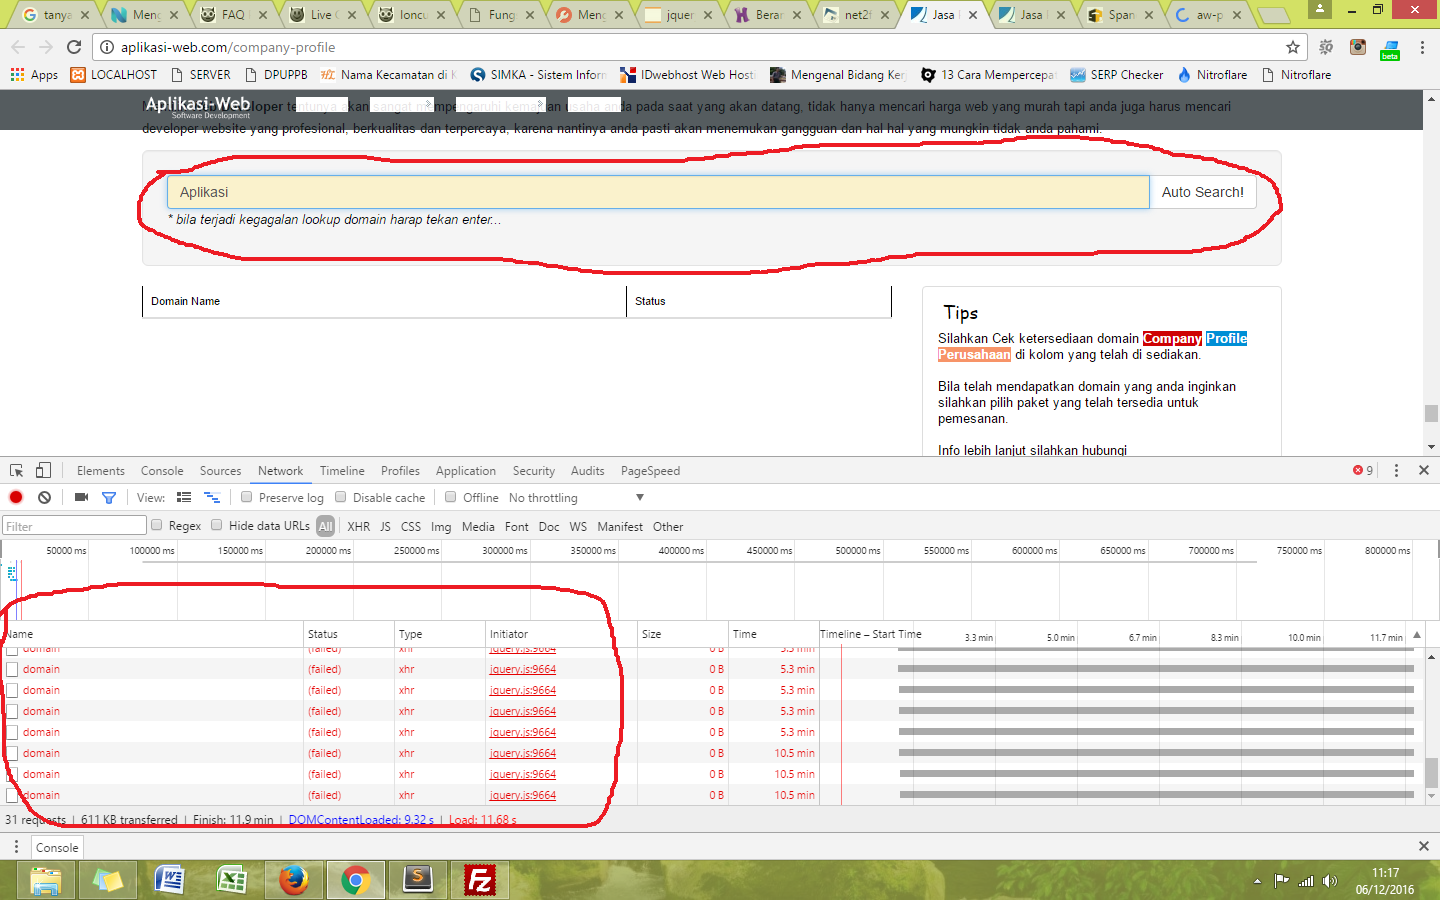 tanya
Meng
FAQ
Live
loncu
Fung
Meng
jquer
Berar
net2f
Jasa
Jasa
Span
aw-p
aplikasi-web.com/company-profile
Apps LOCALHOST SERVER DPUPPB Nama Kecamatan di K SIMKA - Sistem Inform IDwebhost Web Host Mengenal Bidang Kerj 13 Cara Mempercepat SERP Checker Nitroflare Nitroflare
beta
Aplikasi-Web
Software Development
tentunya akan sangat mempengaruhi kemajuan usaha anda pada saat yang akan datang, tidak hanya mencari harga web yang murah tapi anda juga harus mencari
developer website yang profesional, berkualitas dan terpercaya, karena nantinya anda pasti akan menemukan gangguan dan hal hal yang mungkin tidak anda pahami.
Aplikasi Auto Search!
* bila terjadi kegagalan lookup domain harap tekan enter...
Domain Name Status
Tips
Silahkan Cek ketersediaan domain Company Profile
Perusahaan di kolom yang telah di sediakan.
Bila telah mendapatkan domain yang anda inginkan
silahkan pilih paket yang telah tersedia untuk
pemesanan.
Info lebih lanjut silahkan hubungi
Elements Console Sources Network Timeline Profiles Application Security Audits PageSpeed 9
View: Preserve log Disable cache Offline No throttling
Filter Regex Hide data URLs All XHR JS CSS Img Media Font Doc WS Manifest Other
50000 ms 100000 ms 150000 ms 200000 ms 250000 ms 300000 ms 350000 ms 400000 ms 450000 ms 500000 ms 550000 ms 600000 ms 650000 ms 700000 ms 750000 ms 800000 ms
Name Status Type Initiator Size Time Timeline – Start Time 3.3 min 5.0 min 6.7 min 8.3 min 10.0 min 11.7 min
domain (failed) xhr jquery.js:9664 0 B 5.3 min
domain (failed) xhr jquery.js:9664 0 B 5.3 min
domain (failed) xhr jquery.js:9664 0 B 5.3 min
domain (failed) xhr jquery.js:9664 0 B 5.3 min
domain (failed) xhr jquery.js:9664 0 B 5.3 min
domain (failed) xhr jquery.js:9664 0 B 10.5 min
domain (failed) xhr jquery.js:9664 0 B 10.5 min
domain (failed) xhr jquery.js:9664 0 B 10.5 min
31 requests | 611 KB transferred | Finish: 11.9 min | DOMContentLoaded: 9.32 s | Load: 11.68 s
Console
11:17
06/12/2016